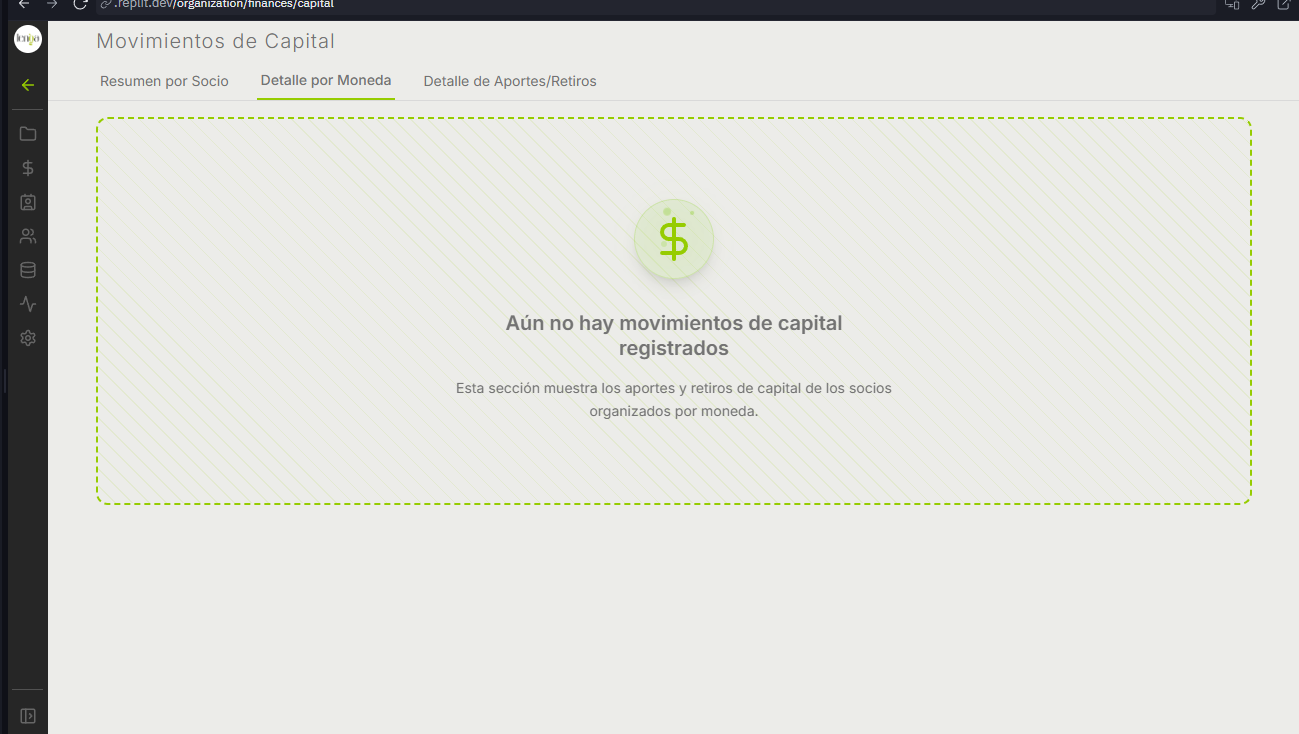 .replit.dev/organization/finances/capital
Movimientos de Capital
Resumen por Socio
Detalle por Moneda
Detalle de Aportes/Retiros
$
Aún no hay movimientos de capital
registrados
Esta sección muestra los aportes y retiros de capital de los socios
organizados por moneda.